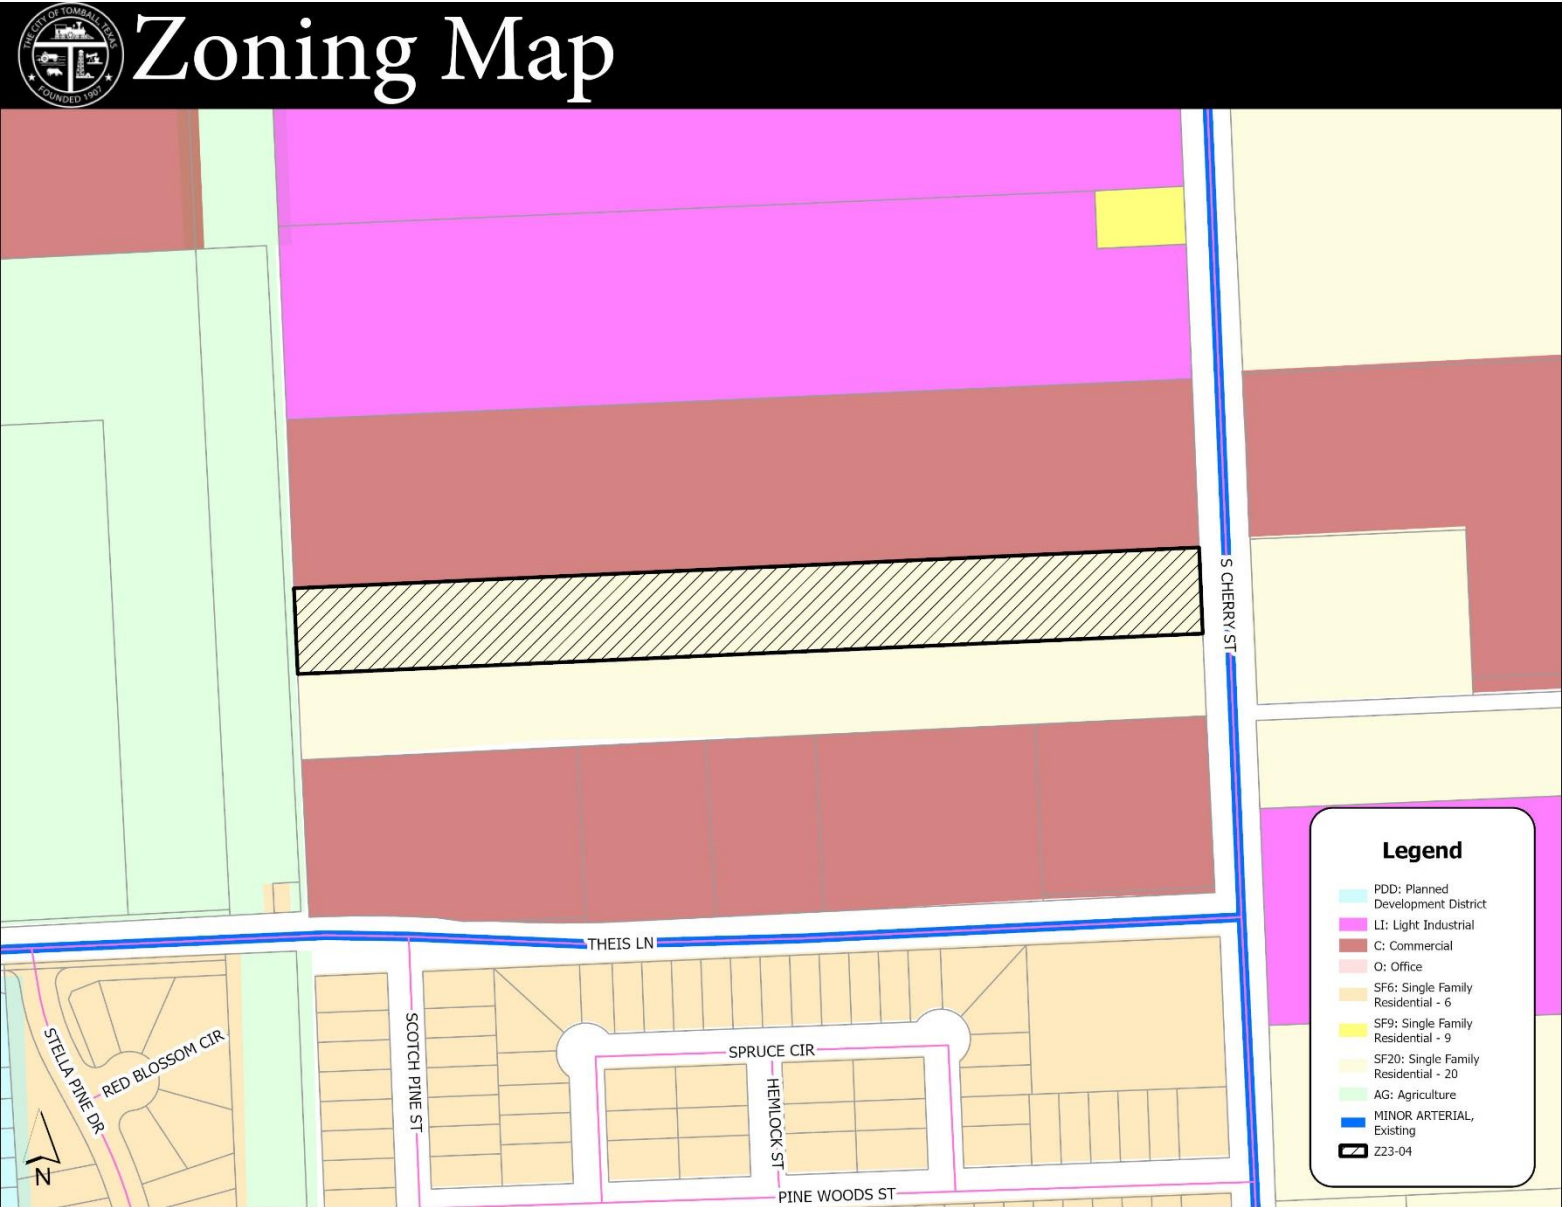 THE CITY OF TOMBALL, TEXAS
FOUNDED 1907
Zoning Map
S CHERRY ST
THEIS LN
STELLA PINE DR
RED BLOSSOM CIR
SCOTCH PINE ST
SPRUCE CIR
HEMLOCK ST
PINE WOODS ST
N
Legend
PDD: Planned
Development District
LI: Light Industrial
C: Commercial
O: Office
SF6: Single Family
Residential - 6
SF9: Single Family
Residential - 9
SF20: Single Family
Residential - 20
AG: Agriculture
MINOR ARTERIAL,
Existing
Z23-04